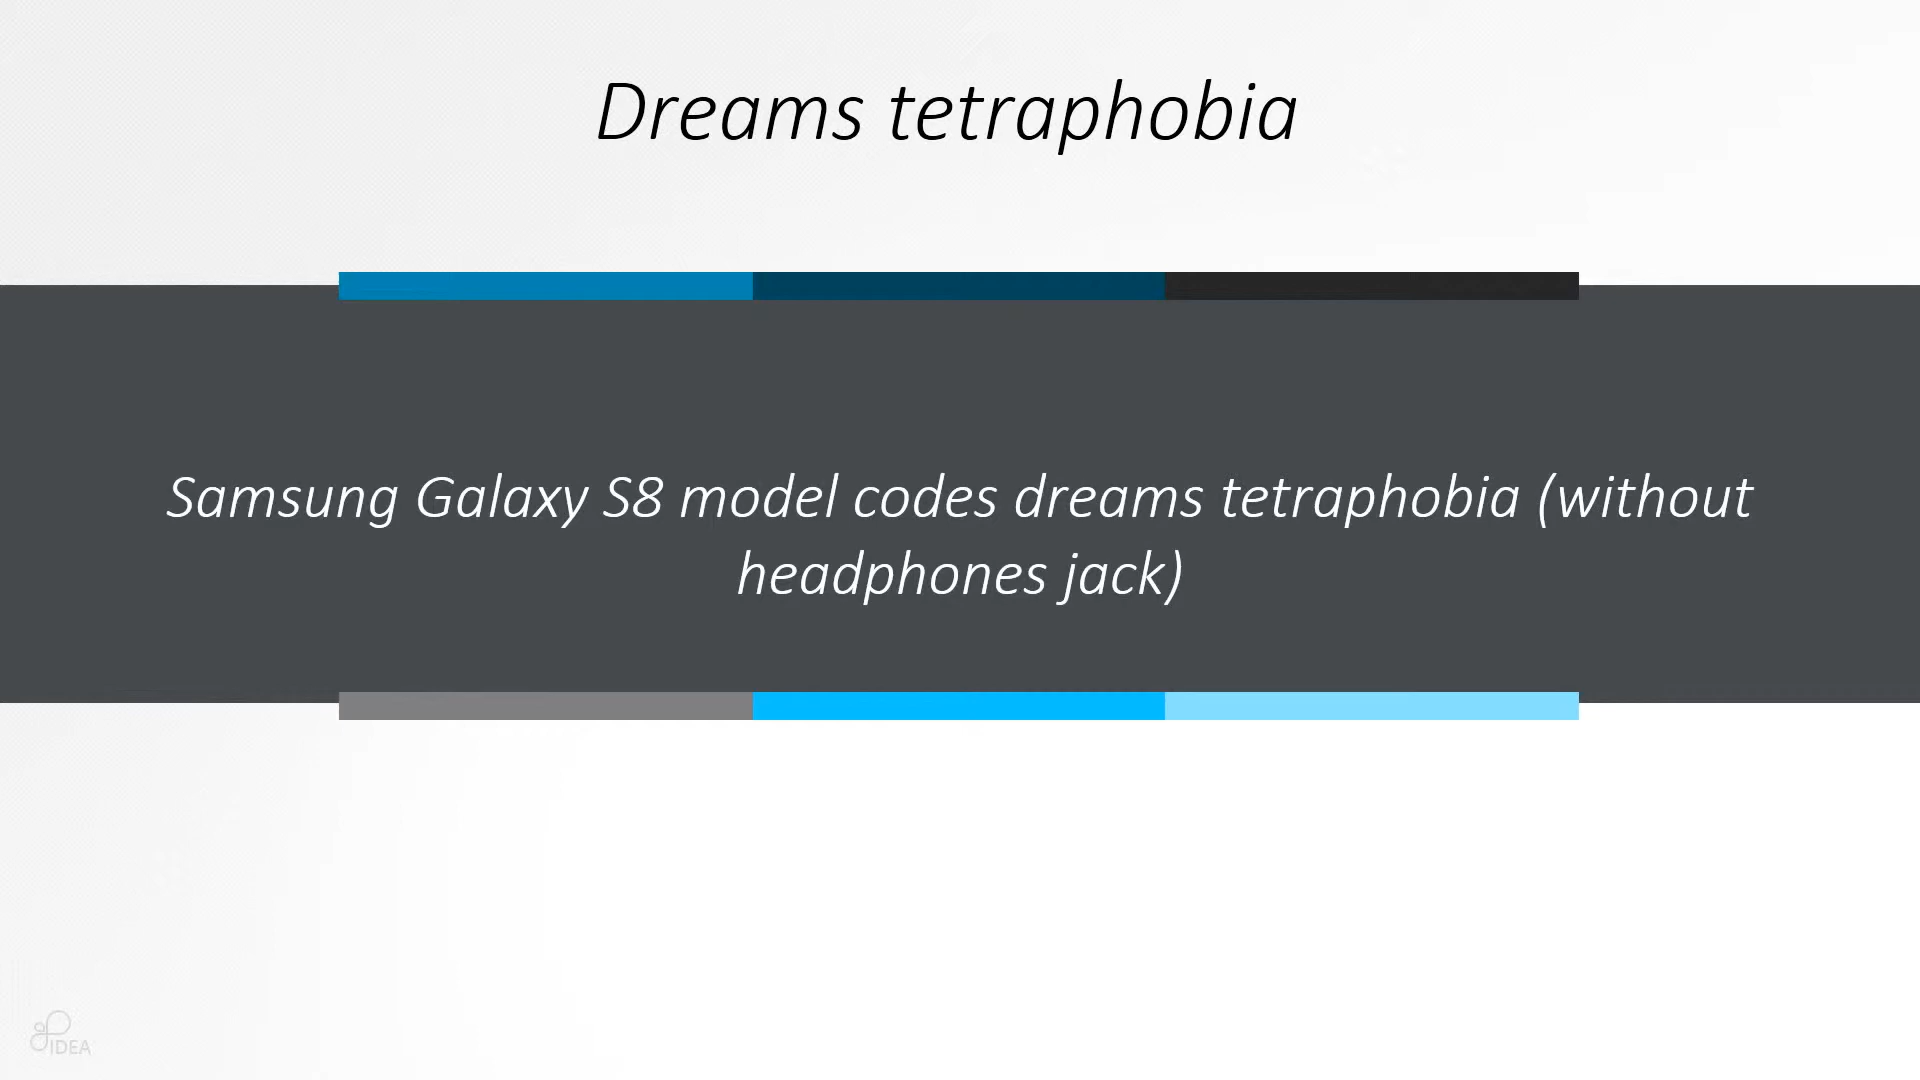 Dreams tetraphobia
Samsung Galaxy S8 model codes dreams tetraphobia (without
headphones jack)
IDEA